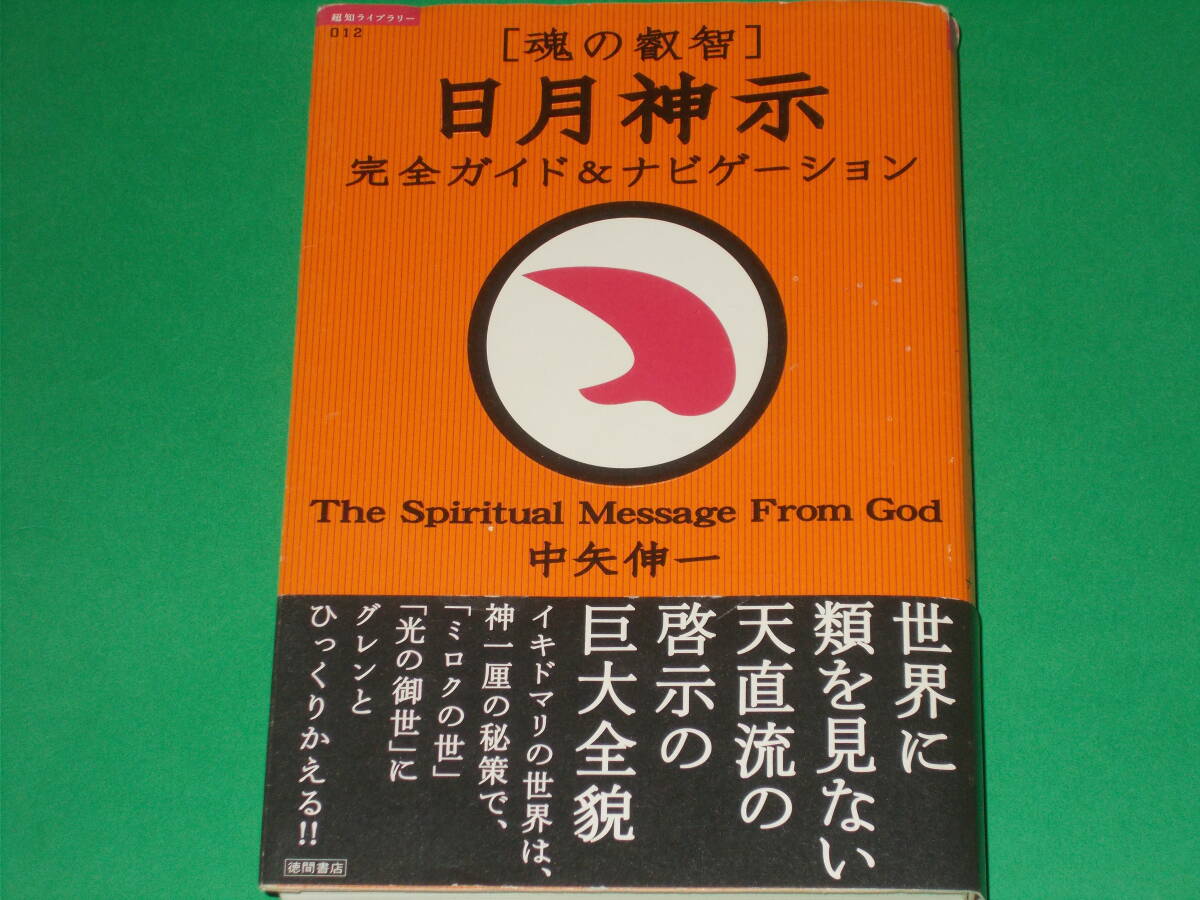 超知ライブラリー
012
［魂の叡智］
日月神示
完全ガイド&ナビゲーション
The Spiritual Message From God
中矢伸一
世界に
類を見ない
天直流の
啓示の
巨大全貌
イキドマリの世界は、
神一厘の秘策で、
「ミロクの世」
「光の御世」に
グレンと
ひっくりかえる!!
徳間書店